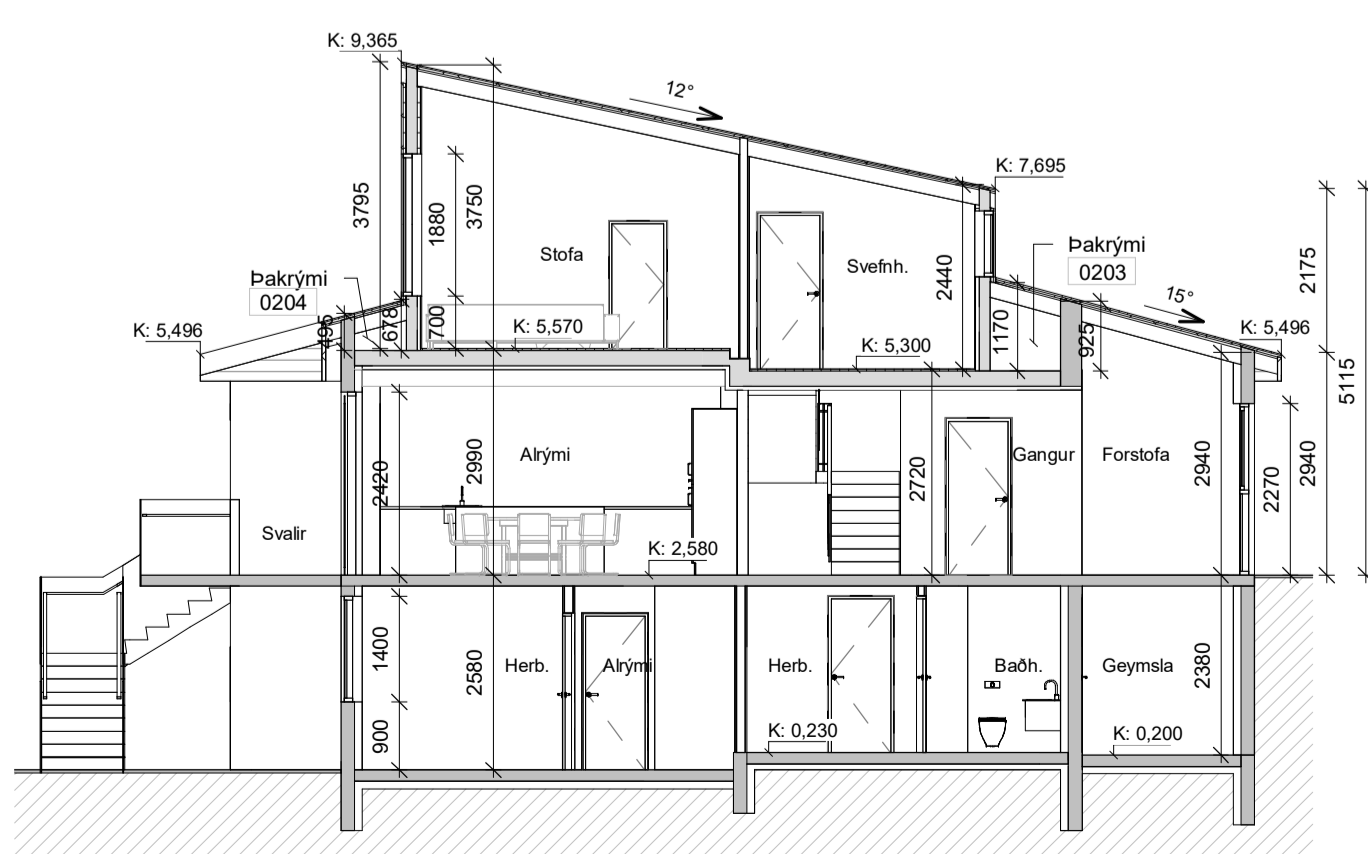 K: 9,365
12°
K: 7,695
3795
1880
3750
Stofa
Svefnh.
2440
Þakrými
0203
2175
Þakrými
0204
15°
K: 5,496
495
678
700
K: 5,570
K: 5,300
1170
925
K: 5,496
5115
2420
2990
Alrými
2720
Gangur
Forstofa
2940
2270
2940
Svalir
K: 2,580
1400
2580
Herb.
Alrými
Herb.
Baðh.
Geymsla
2380
900
K: 0,230
K: 0,200